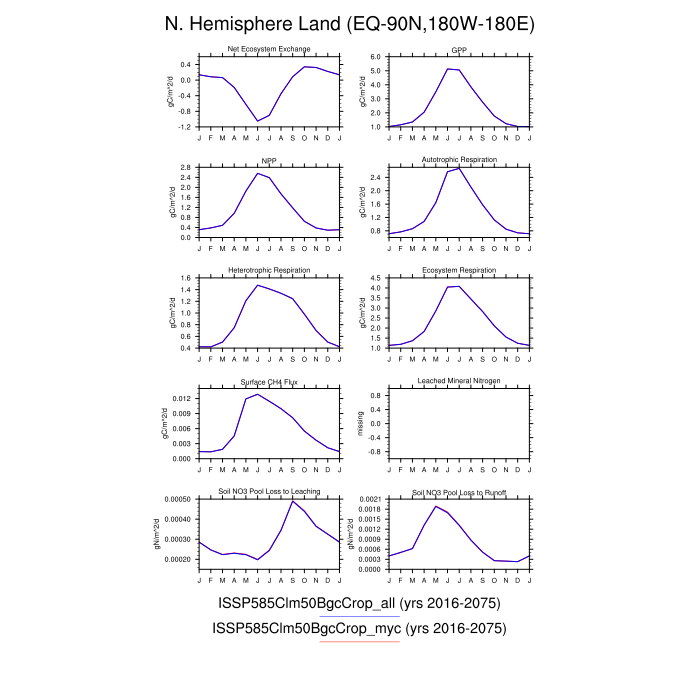 N. Hemisphere Land (EQ-90N,180W-180E)
Net Ecosystem Exchange
gC/m^2/d
0.4
0.0
-0.4
-0.8
-1.2
J F M A M J J A S O N D J
GPP
gC/m^2/d
6.0
5.0
4.0
3.0
2.0
1.0
J F M A M J J A S O N D J
NPP
gC/m^2/d
2.8
2.4
2.0
1.6
1.2
0.8
0.4
0.0
J F M A M J J A S O N D J
Autotrophic Respiration
gC/m^2/d
2.4
2.0
1.6
1.2
0.8
J F M A M J J A S O N D J
Heterotrophic Respiration
gC/m^2/d
1.6
1.4
1.2
1.0
0.8
0.6
0.4
J F M A M J J A S O N D J
Ecosystem Respiration
gC/m^2/d
4.5
4.0
3.5
3.0
2.5
2.0
1.5
1.0
J F M A M J J A S O N D J
Surface CH4 Flux
gC/m^2/d
0.012
0.009
0.006
0.003
0.000
J F M A M J J A S O N D J
Leached Mineral Nitrogen
missing
0.8
0.4
0.0
-0.4
-0.8
J F M A M J J A S O N D J
Soil NO3 Pool Loss to Leaching
gN/m^2/d
0.00050
0.00040
0.00030
0.00020
J F M A M J J A S O N D J
Soil NO3 Pool Loss to Runoff
gN/m^2/d
0.0021
0.0018
0.0015
0.0012
0.0009
0.0006
0.0003
0.0000
J F M A M J J A S O N D J
ISSP585Clm50BgcCrop_all (yrs 2016-2075)
ISSP585Clm50BgcCrop_myc (yrs 2016-2075)